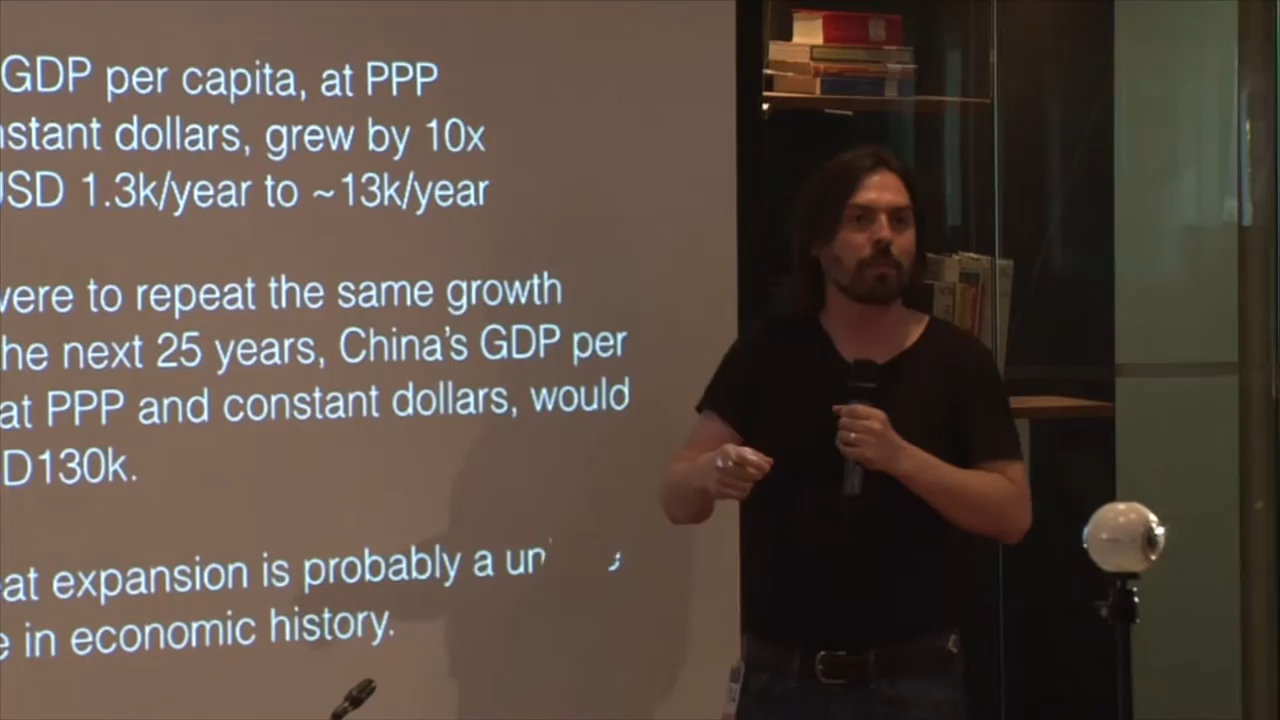 GDP per capita, at PPP
nstant dollars, grew by 10x
USD 1.3k/year to ~13k/year
were to repeat the same growth
he next 25 years, China's GDP per
at PPP and constant dollars, would
D130k.
eat expansion is probably a un
e in economic history.